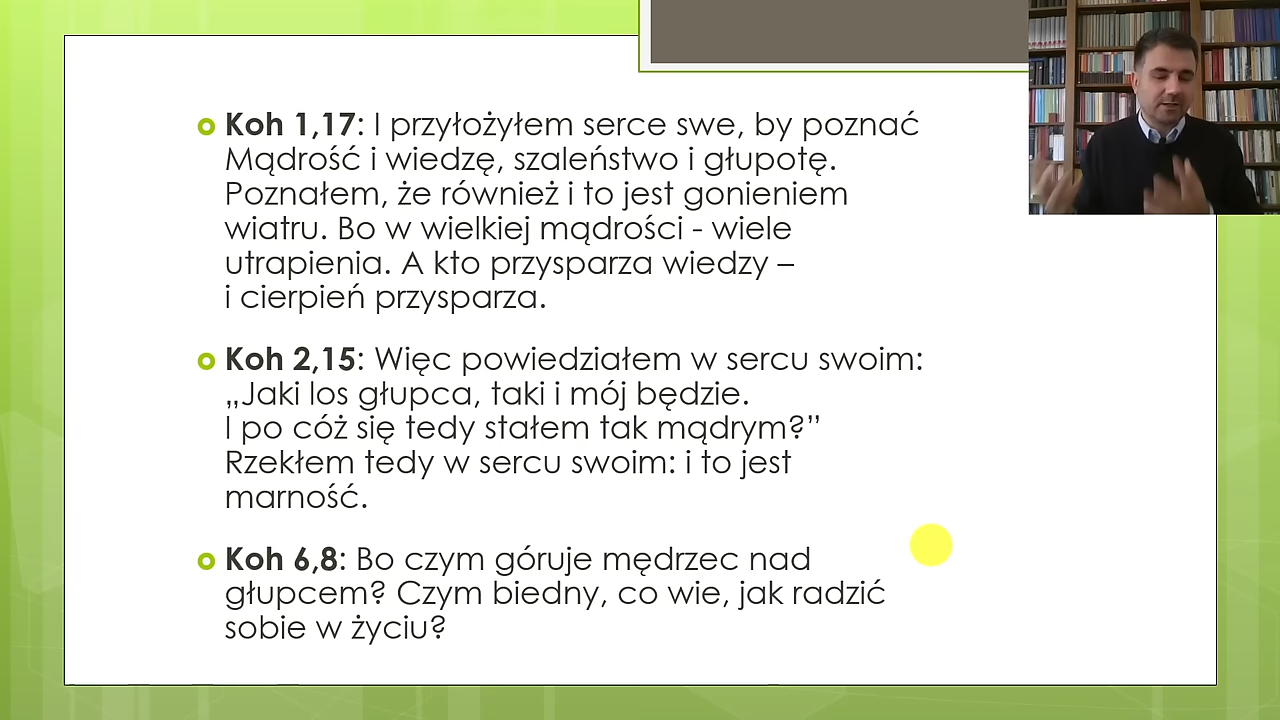 Koh 1,17: I przyłożyłem serce swe, by poznać
Mądrość i wiedzę, szaleństwo i głupotę.
Poznałem, że również i to jest gonieniem
wiatru. Bo w wielkiej mądrości - wiele
utrapienia. A kto przysparza wiedzy –
i cierpień przysparza.
Koh 2,15: Więc powiedziałem w sercu swoim:
„Jaki los głupca, taki i mój będzie.
I po cóż się tedy stałem tak mądrym?”
Rzekłem tedy w sercu swoim: i to jest
marność.
Koh 6,8: Bo czym góruje mędrzec nad
głupcem? Czym biedny, co wie, jak radzić
sobie w życiu?